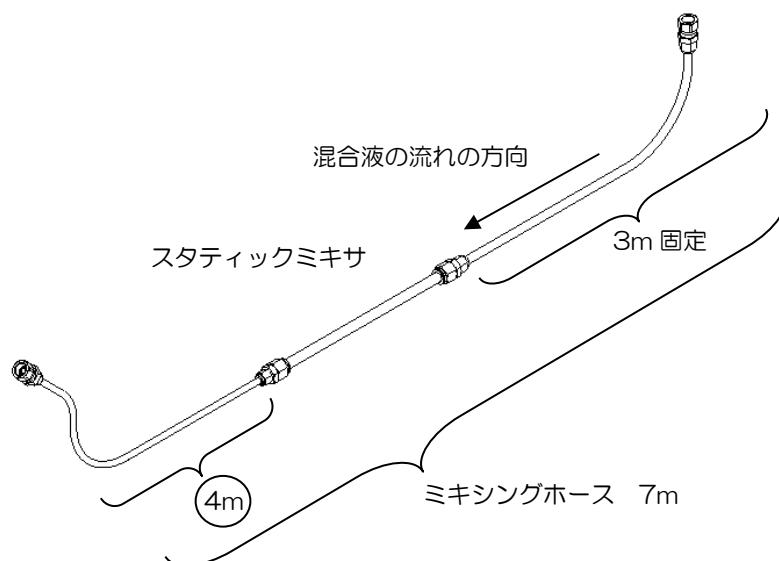 混合液の流れの方向
3m 固定
スタティックミキサ
4m
ミキシングホース 7m